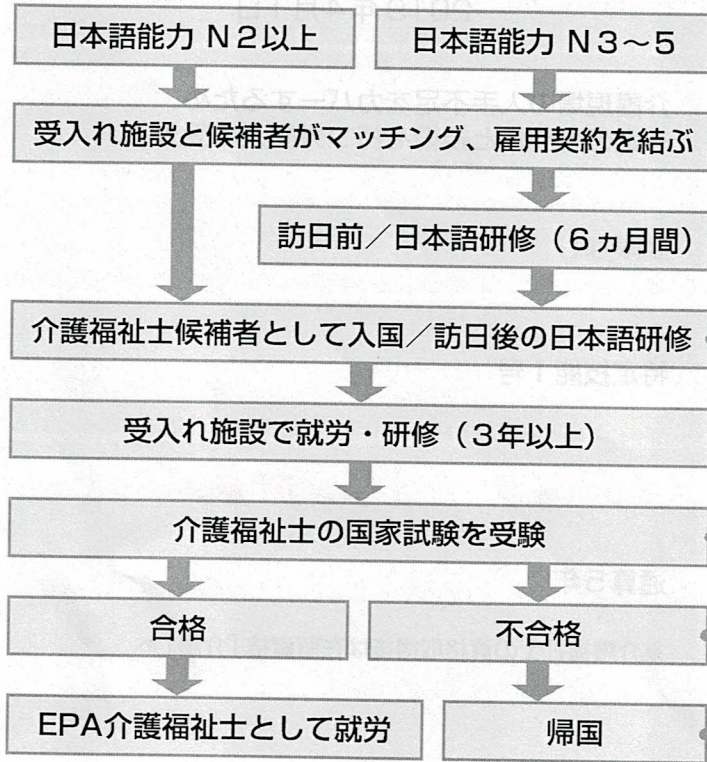 日本語能力 N2以上
日本語能力 N3～5
受入れ施設と候補者がマッチング、雇用契約を結ぶ
訪日前／日本語研修（6ヵ月間）
介護福祉士候補者として入国／訪日後の日本語研修
受入れ施設で就労・研修（3年以上）
介護福祉士の国家試験を受験
合格
不合格
EPA介護福祉士として就労
帰国